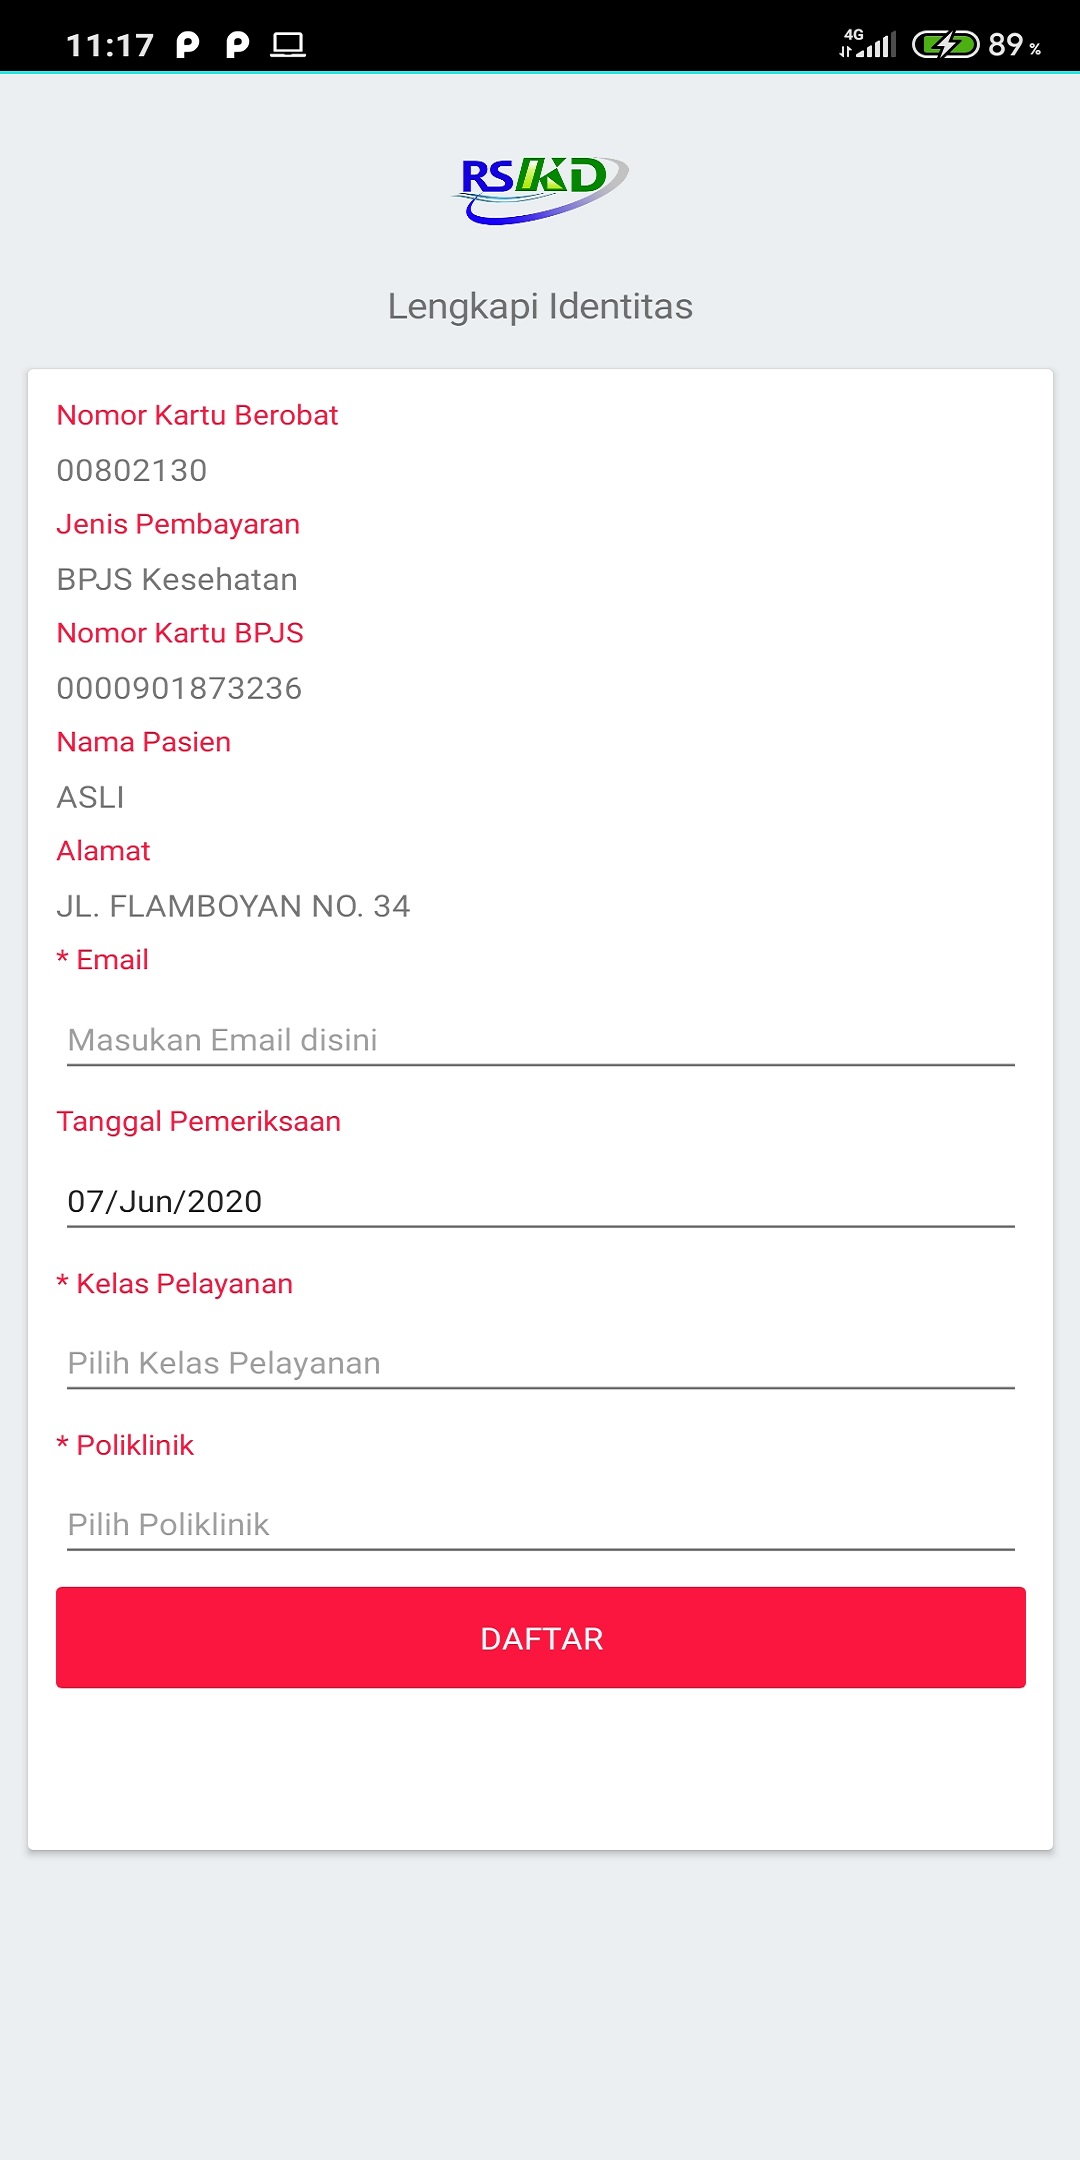 11:17
4G
89 %
RSKD
Lengkapi Identitas
Nomor Kartu Berobat
00802130
Jenis Pembayaran
BPJS Kesehatan
Nomor Kartu BPJS
0000901873236
Nama Pasien
ASLI
Alamat
JL. FLAMBOYAN NO. 34
* Email
Masukan Email disini
Tanggal Pemeriksaan
07/Jun/2020
* Kelas Pelayanan
Pilih Kelas Pelayanan
* Poliklinik
Pilih Poliklinik
DAFTAR